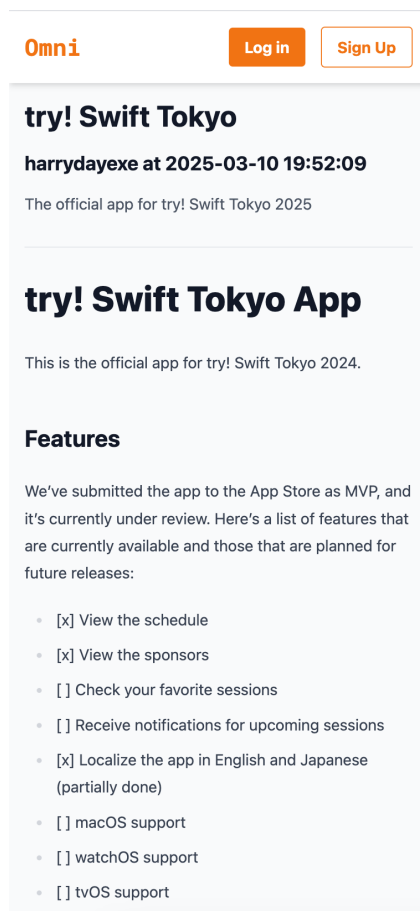 Omni
Log in
Sign Up
try! Swift Tokyo
harrydayexe at 2025-03-10 19:52:09
The official app for try! Swift Tokyo 2025
try! Swift Tokyo App
This is the official app for try! Swift Tokyo 2024.
Features
We've submitted the app to the App Store as MVP, and
it's currently under review. Here's a list of features that
are currently available and those that are planned for
future releases:
[x] View the schedule
[x] View the sponsors
[ ] Check your favorite sessions
[ ] Receive notifications for upcoming sessions
[x] Localize the app in English and Japanese
(partially done)
[ ] macOS support
[ ] watchOS support
[ ] tvOS support